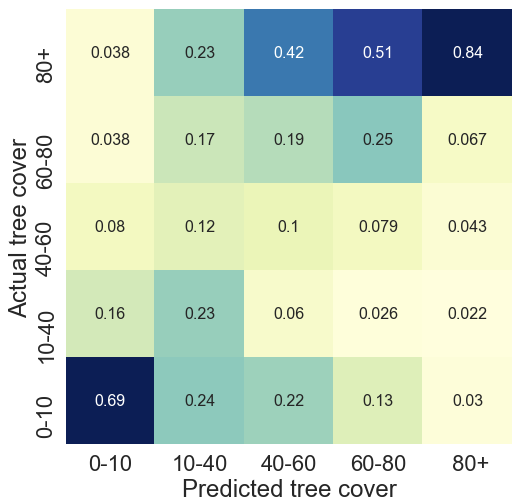 Actual tree cover
80+ 0.038 0.23 0.42 0.51 0.84
60-80 0.038 0.17 0.19 0.25 0.067
40-60 0.08 0.12 0.1 0.079 0.043
10-40 0.16 0.23 0.06 0.026 0.022
0-10 0.69 0.24 0.22 0.13 0.03
0-10 10-40 40-60 60-80 80+
Predicted tree cover